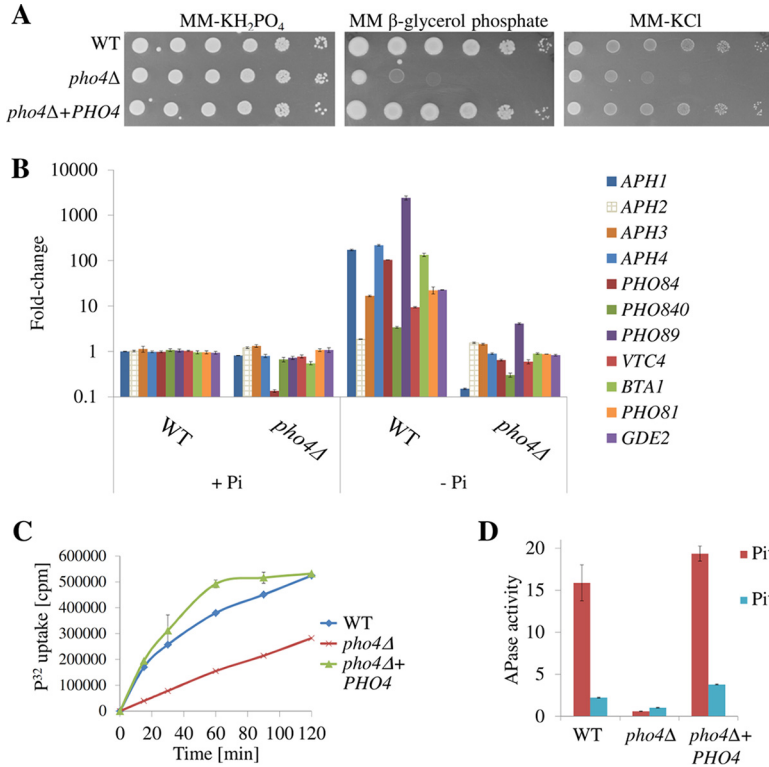 A
MM-KH₂PO₄ MM β-glycerol phosphate MM-KCl
WT
pho4Δ
pho4Δ+PHO4
B
Fold-change
10000
1000
100
10
1
0.1
WT pho4Δ WT pho4Δ
+ Pi - Pi
APH1
APH2
APH3
APH4
PHO84
PHO840
PHO89
VTC4
BTA1
PHO81
GDE2
C
P³² uptake [cpm]
600000
500000
400000
300000
200000
100000
0
0 20 40 60 80 100 120
Time [min]
WT
pho4Δ
pho4Δ+
PHO4
D
APase activity
20
15
10
5
0
WT pho4Δ pho4Δ+
PHO4
Pi
Pi